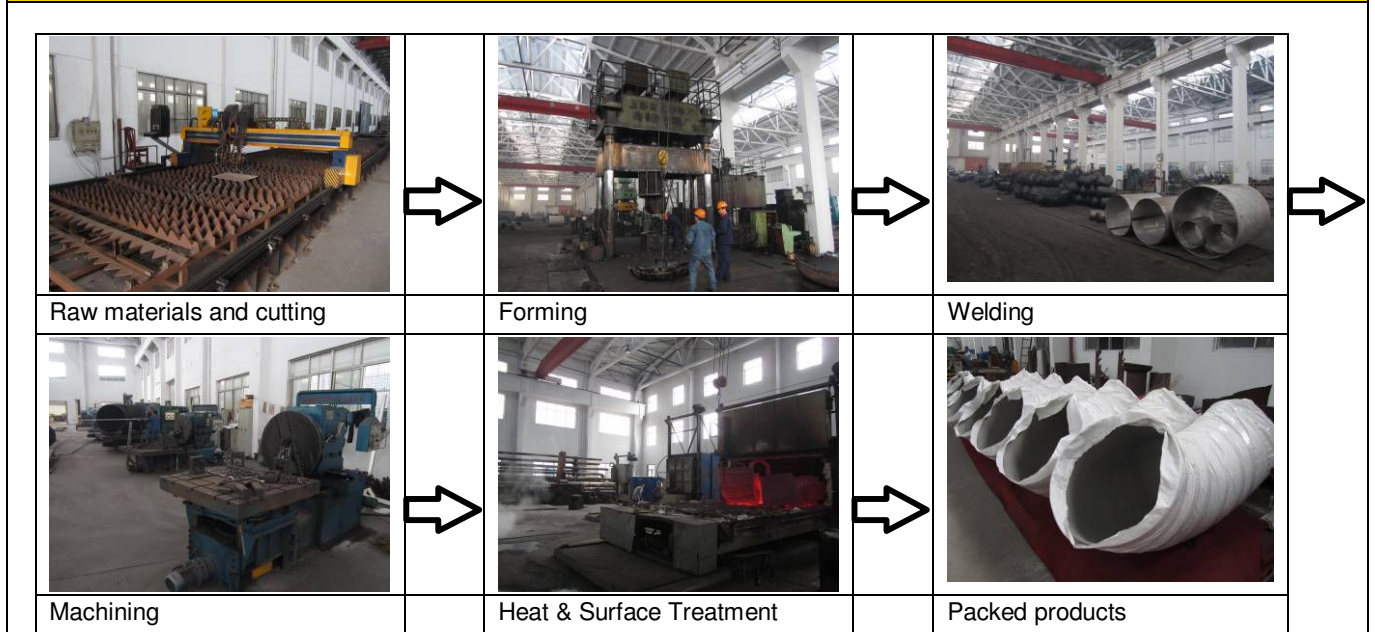 Raw materials and cutting
Forming
Welding
Machining
Heat & Surface Treatment
Packed products